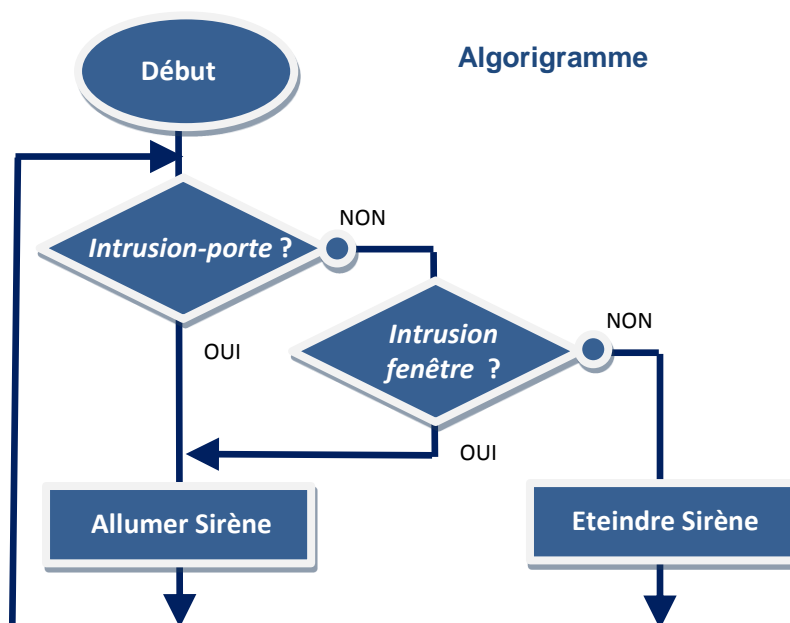 Début
Algorigramme
NON
Intrusion-porte ?
NON
Intrusion
fenêtre ?
OUI
OUI
Allumer Sirène
Eteindre Sirène